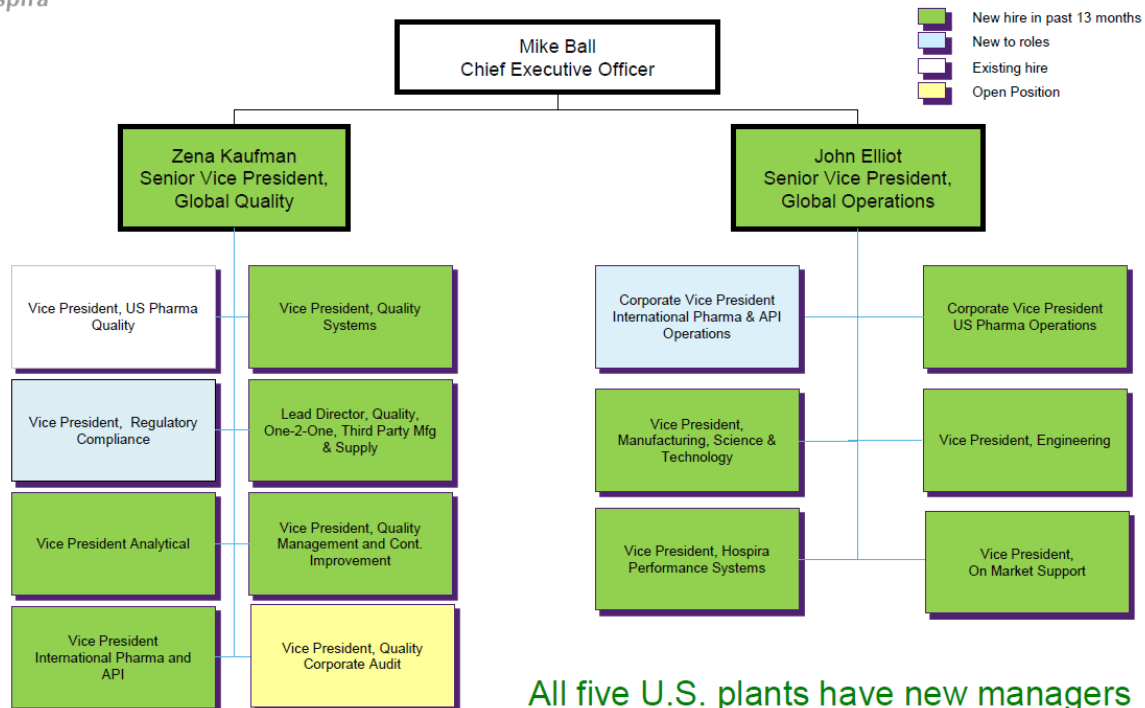 spira
Mike Ball
Chief Executive Officer
New hire in past 13 months
New to roles
Existing hire
Open Position
Zena Kaufman
Senior Vice President,
Global Quality
John Elliot
Senior Vice President,
Global Operations
Vice President, US Pharma
Quality
Vice President, Quality
Systems
Vice President, Regulatory
Compliance
Lead Director, Quality,
One-2-One, Third Party Mfg
& Supply
Vice President Analytical
Vice President, Quality
Management and Cont.
Improvement
Vice President
International Pharma and
API
Vice President, Quality
Corporate Audit
Corporate Vice President
International Pharma & API
Operations
Corporate Vice President
US Pharma Operations
Vice President,
Manufacturing, Science &
Technology
Vice President, Engineering
Vice President, Hospira
Performance Systems
Vice President,
On Market Support
All five U.S. plants have new managers